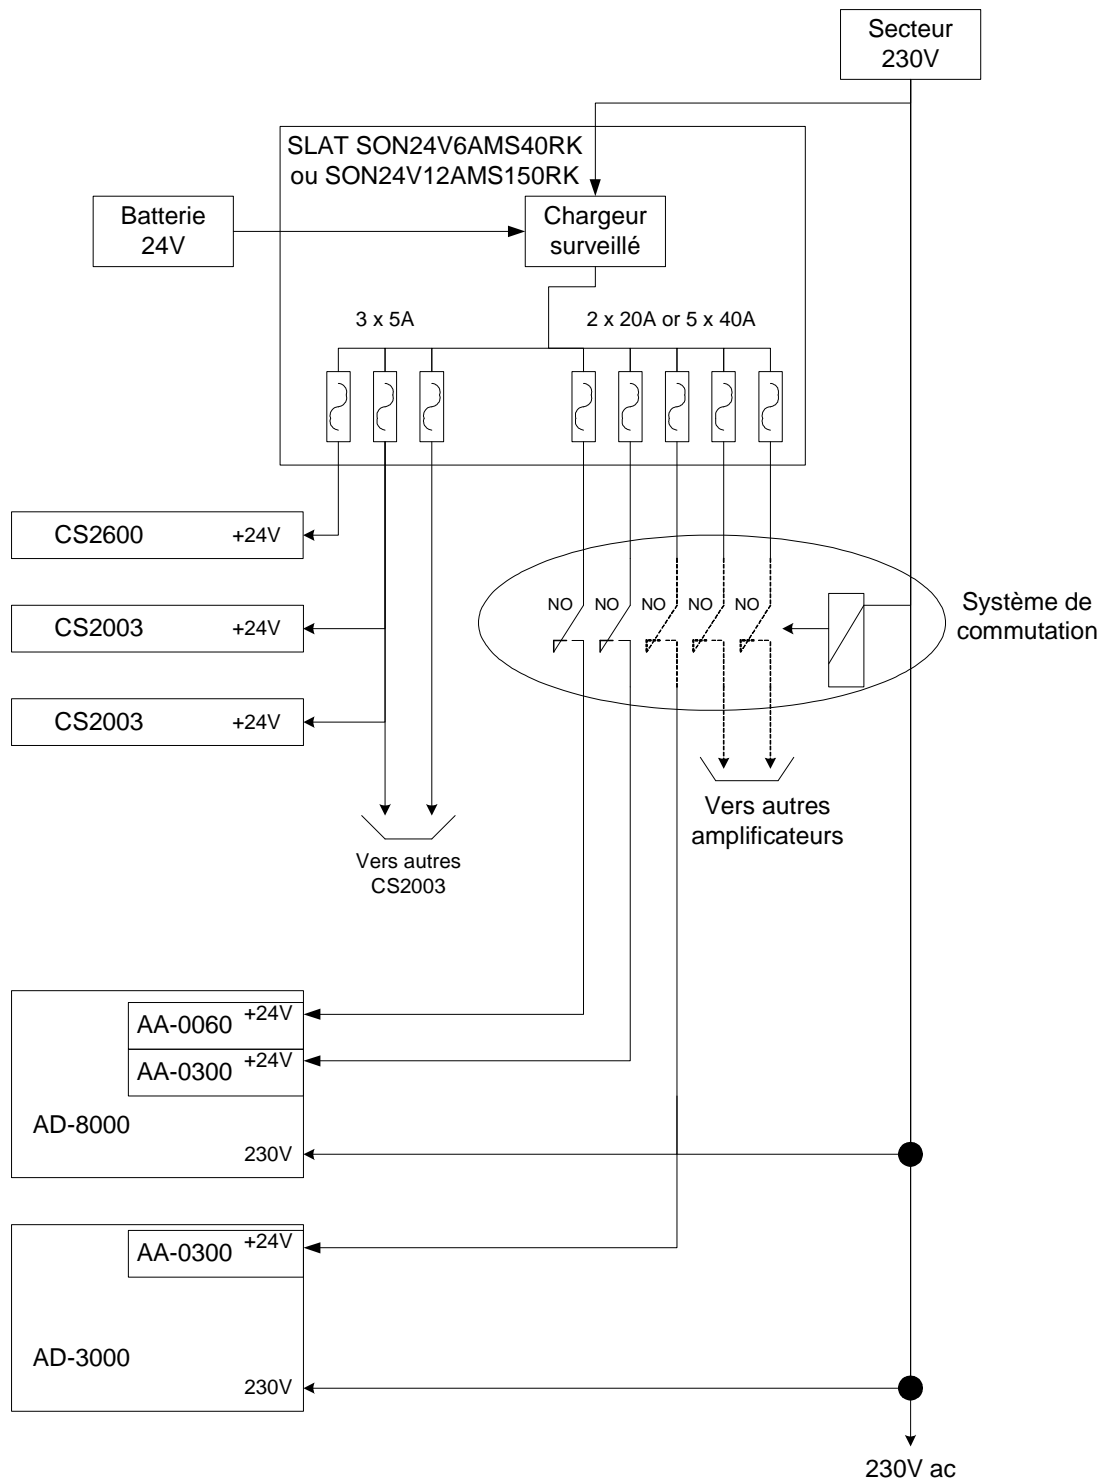 Secteur
230V
SLAT SON24V6AMS40RK
ou SON24V12AMS150RK
Batterie
24V
Chargeur
surveillé
3 x 5A
2 x 20A or 5 x 40A
CS2600 +24V
CS2003 +24V
CS2003 +24V
NO NO NO NO NO
Système de
commutation
Vers autres
amplificateurs
Vers autres
CS2003
AA-0060 +24V
AA-0300 +24V
AD-8000
230V
AA-0300 +24V
AD-3000
230V
230V ac